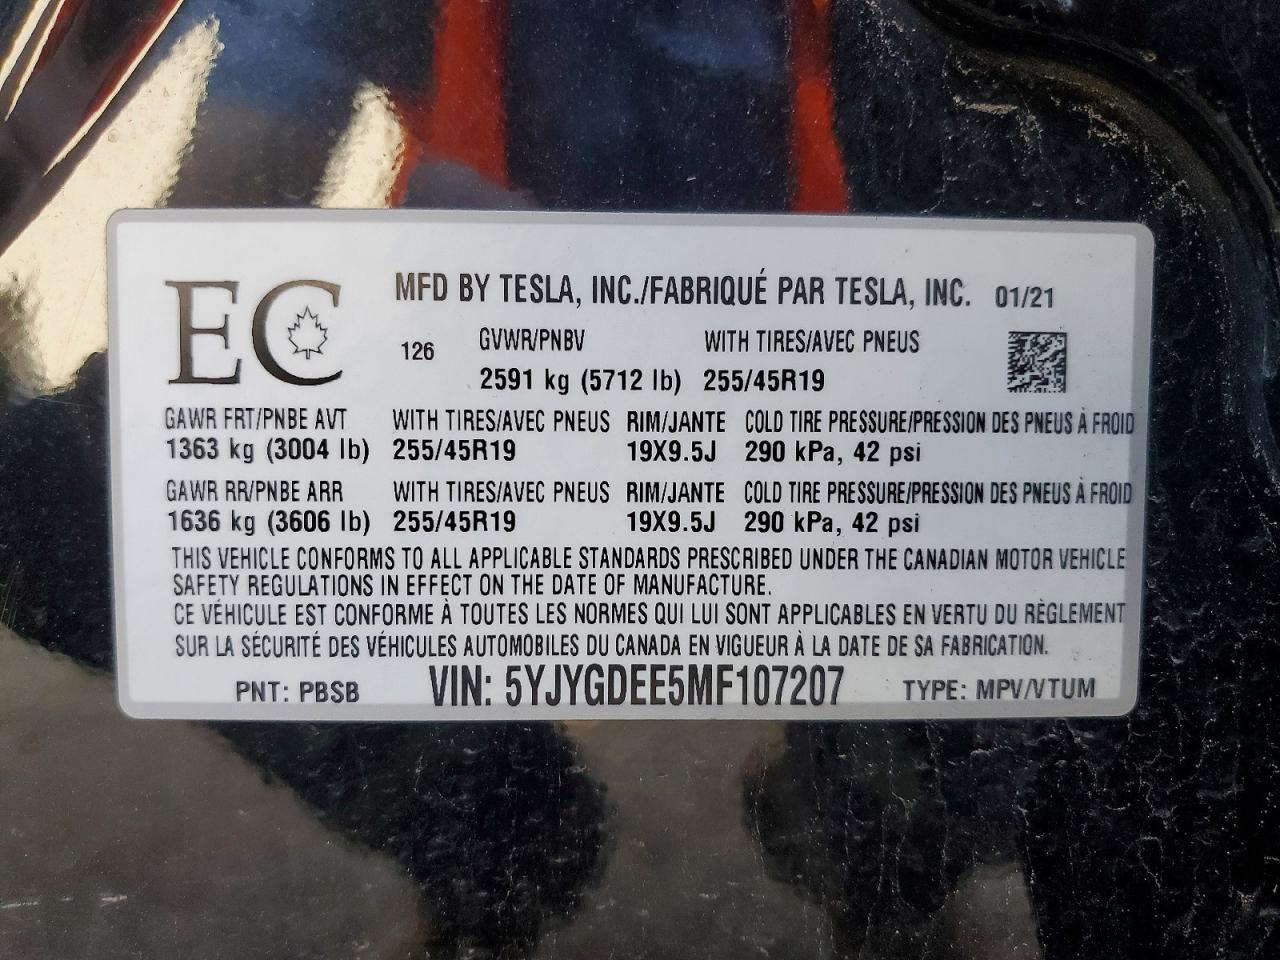 EC MFD BY TESLA, INC./FABRIQUÉ PAR TESLA, INC. 01/21
126 GVWR/PNBV WITH TIRES/AVEC PNEUS
2591 kg (5712 lb) 255/45R19
GAWR FRT/PNBE AVT WITH TIRES/AVEC PNEUS RIM/JANTE COLD TIRE PRESSURE/PRESSION DES PNEUS À FROID
1363 kg (3004 lb) 255/45R19 19X9.5J 290 kPa, 42 psi
GAWR RR/PNBE ARR WITH TIRES/AVEC PNEUS RIM/JANTE COLD TIRE PRESSURE/PRESSION DES PNEUS À FROID
1636 kg (3606 lb) 255/45R19 19X9.5J 290 kPa, 42 psi
THIS VEHICLE CONFORMS TO ALL APPLICABLE STANDARDS PRESCRIBED UNDER THE CANADIAN MOTOR VEHICLE
SAFETY REGULATIONS IN EFFECT ON THE DATE OF MANUFACTURE.
CE VÉHICULE EST CONFORME À TOUTES LES NORMES QUI LUI SONT APPLICABLES EN VERTU DU RÈGLEMENT
SUR LA SÉCURITÉ DES VÉHICULES AUTOMOBILES DU CANADA EN VIGUEUR À LA DATE DE SA FABRICATION.
PNT: PBSB VIN: 5YJYGDEE5MF107207 TYPE: MPV/VTUM